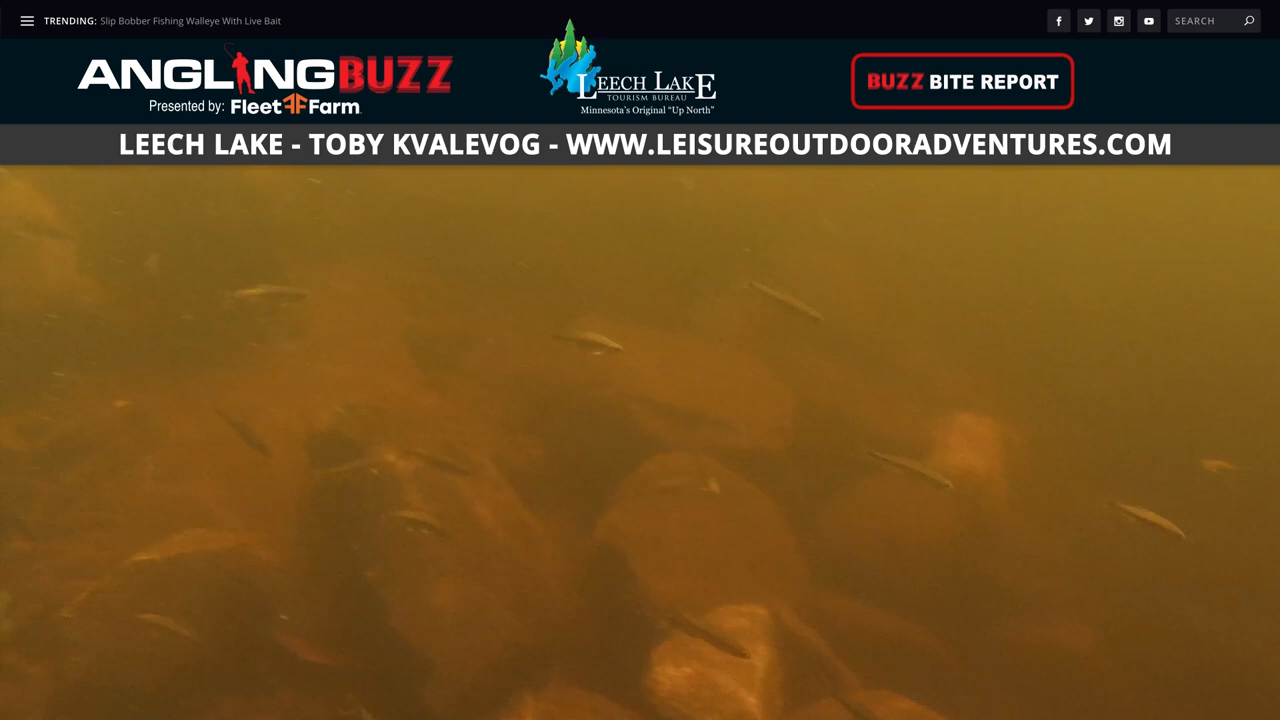 TRENDING: Slip Bobber Fishing Walleye With Live Bait
SEARCH
ANGLINGBUZZ
Presented by: Fleet Farm
LEECH LAKE
TOURISM BUREAU
Minnesota's Original "Up North"
BUZZ BITE REPORT
LEECH LAKE - TOBY KVALEVOG - WWW.LEISUREOUTDOORADVENTURES.COM